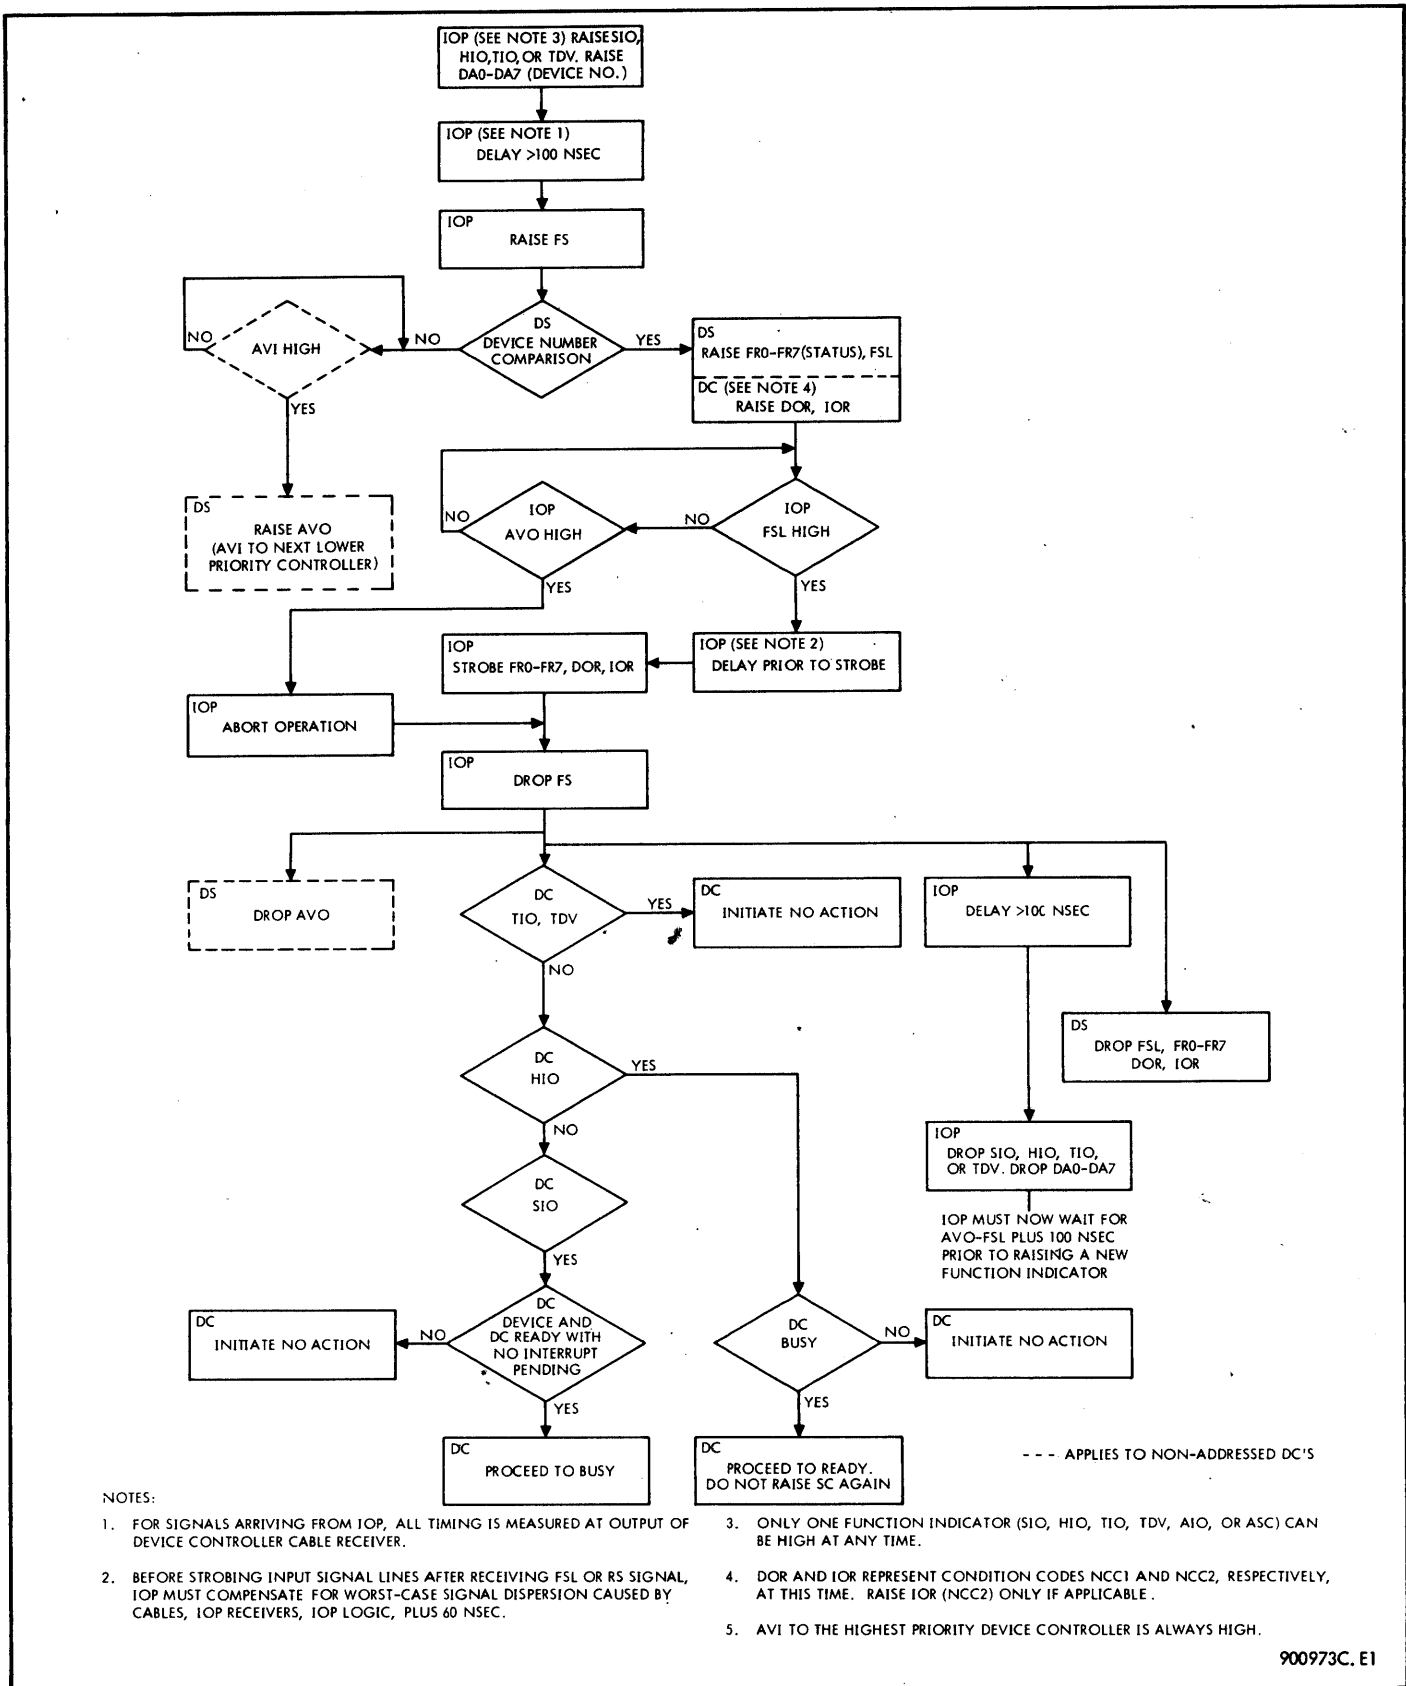 IOP (SEE NOTE 3) RAISE SIO,
HIO, TIO, OR TDV. RAISE
DA0-DA7 (DEVICE NO.)
IOP (SEE NOTE 1)
DELAY >100 NSEC
IOP
RAISE FS
DS
DEVICE NUMBER
COMPARISON
NO
YES
AVI HIGH
NO
YES
DS
RAISE FR0-FR7(STATUS), FSL
DC (SEE NOTE 4)
RAISE DOR, IOR
DS
RAISE AVO
(AVI TO NEXT LOWER
PRIORITY CONTROLLER)
IOP
AVO HIGH
NO
YES
IOP
FSL HIGH
NO
YES
IOP
STROBE FR0-FR7, DOR, IOR
IOP (SEE NOTE 2)
DELAY PRIOR TO STROBE
IOP
ABORT OPERATION
IOP
DROP FS
DS
DROP AVO
DC
TIO, TDV
YES
NO
DC
INITIATE NO ACTION
IOP
DELAY >100 NSEC
DS
DROP FSL, FR0-FR7
DOR, IOR
DC
HIO
YES
NO
IOP
DROP SIO, HIO, TIO,
OR TDV. DROP DA0-DA7
IOP MUST NOW WAIT FOR
AVO-FSL PLUS 100 NSEC
PRIOR TO RAISING A NEW
FUNCTION INDICATOR
DC
SIO
YES
DC
INITIATE NO ACTION
NO
DC
DEVICE AND
DC READY WITH
NO INTERRUPT
PENDING
YES
DC
BUSY
NO
YES
DC
INITIATE NO ACTION
DC
PROCEED TO BUSY
DC
PROCEED TO READY.
DO NOT RAISE SC AGAIN
--- APPLIES TO NON-ADDRESSED DC'S
NOTES:
1. FOR SIGNALS ARRIVING FROM IOP, ALL TIMING IS MEASURED AT OUTPUT OF
DEVICE CONTROLLER CABLE RECEIVER.
2. BEFORE STROBING INPUT SIGNAL LINES AFTER RECEIVING FSL OR RS SIGNAL,
IOP MUST COMPENSATE FOR WORST-CASE SIGNAL DISPERSION CAUSED BY
CABLES, IOP RECEIVERS, IOP LOGIC, PLUS 60 NSEC.
3. ONLY ONE FUNCTION INDICATOR (SIO, HIO, TIO, TDV, AIO, OR ASC) CAN
BE HIGH AT ANY TIME.
4. DOR AND IOR REPRESENT CONDITION CODES NCC1 AND NCC2, RESPECTIVELY,
AT THIS TIME. RAISE IOR (NCC2) ONLY IF APPLICABLE.
5. AVI TO THE HIGHEST PRIORITY DEVICE CONTROLLER IS ALWAYS HIGH.
900973C. E1